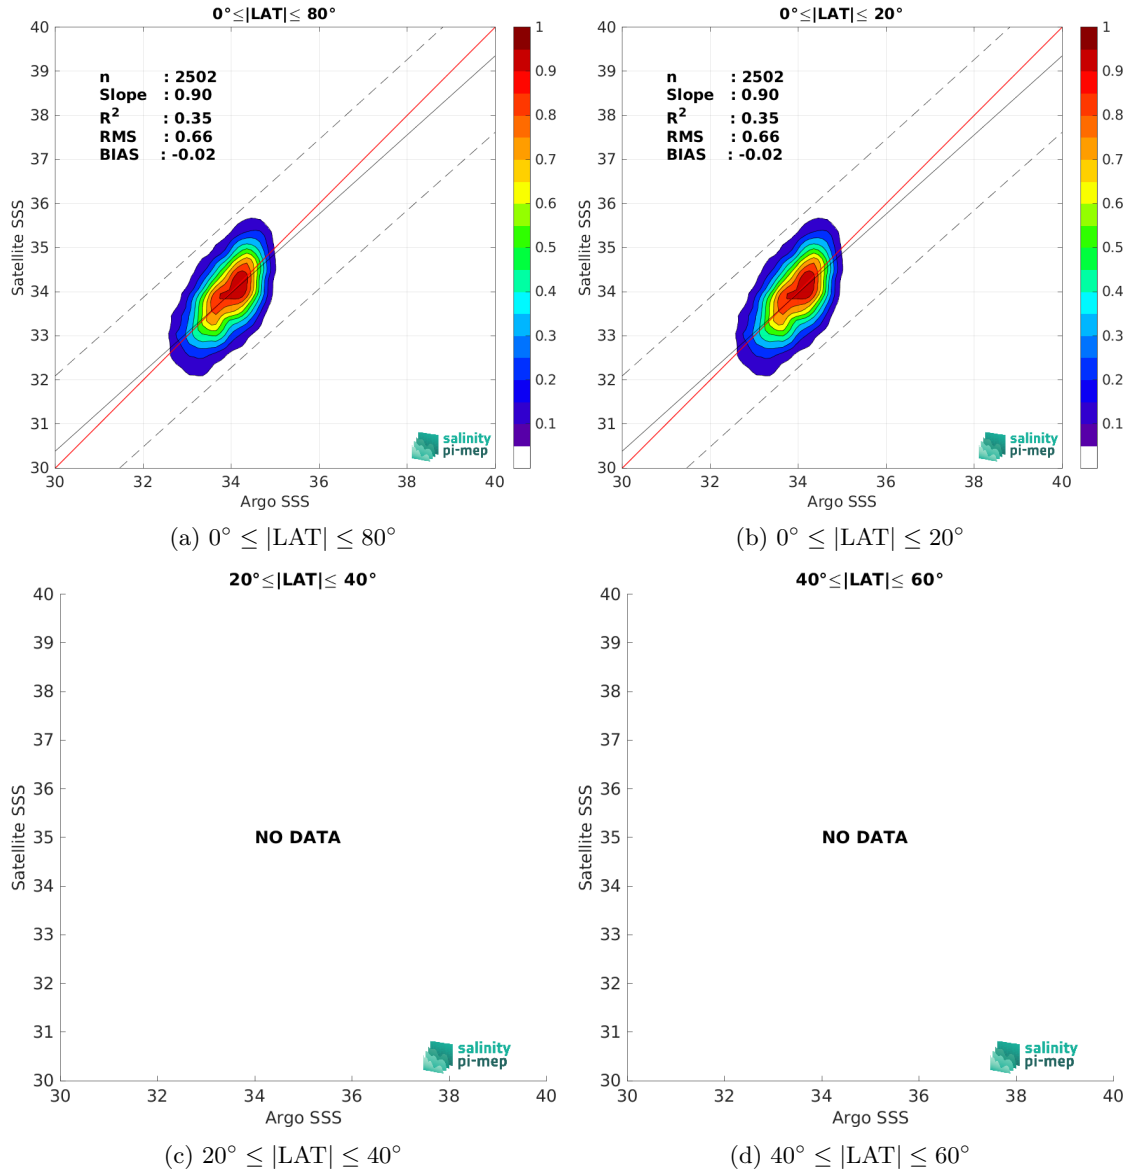 0°≤|LAT|≤ 80°
40
39
38
37
36
35
34
33
32
31
30
Satellite SSS
n : 2502
Slope : 0.90
R2 : 0.35
RMS : 0.66
BIAS : -0.02
salinity
pi-mep
30 32 34 36 38 40
Argo SSS
1
0.9
0.8
0.7
0.6
0.5
0.4
0.3
0.2
0.1
(a) 0° ≤ |LAT| ≤ 80°
0°≤|LAT|≤ 20°
40
39
38
37
36
35
34
33
32
31
30
Satellite SSS
n : 2502
Slope : 0.90
R2 : 0.35
RMS : 0.66
BIAS : -0.02
salinity
pi-mep
30 32 34 36 38 40
Argo SSS
1
0.9
0.8
0.7
0.6
0.5
0.4
0.3
0.2
0.1
(b) 0° ≤ |LAT| ≤ 20°
20°≤|LAT|≤ 40°
40
39
38
37
36
35
34
33
32
31
30
Satellite SSS
NO DATA
salinity
pi-mep
30 32 34 36 38 40
Argo SSS
(c) 20° ≤ |LAT| ≤ 40°
40°≤|LAT|≤ 60°
40
39
38
37
36
35
34
33
32
31
30
Satellite SSS
NO DATA
salinity
pi-mep
30 32 34 36 38 40
Argo SSS
(d) 40° ≤ |LAT| ≤ 60°